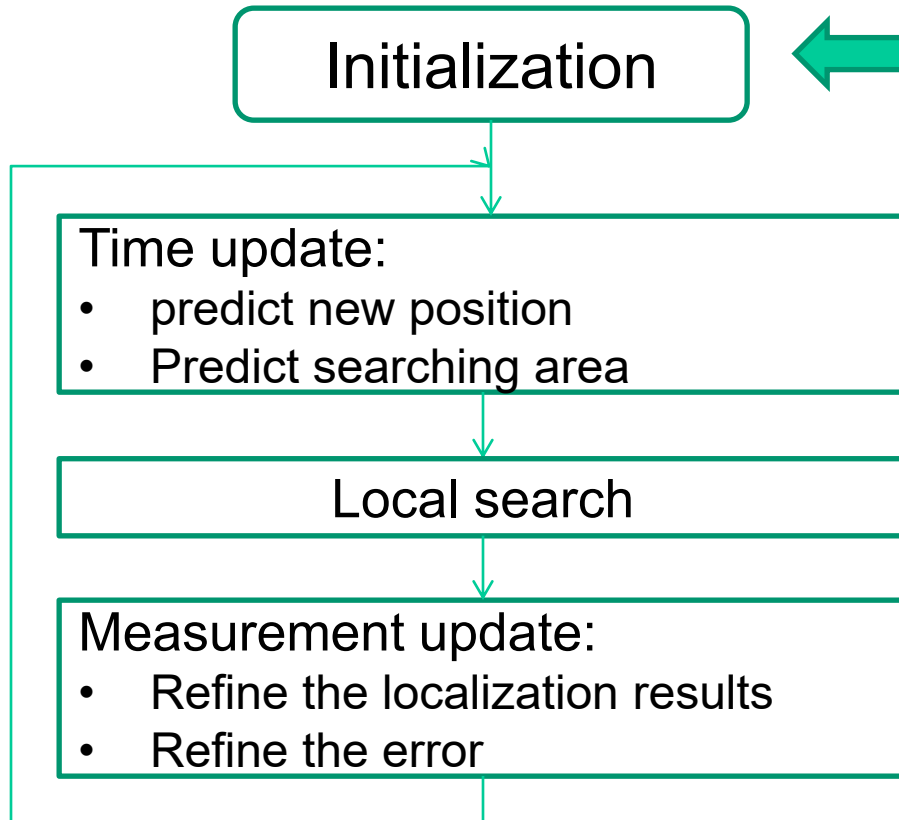 Initialization
Time update:
• predict new position
• Predict searching area
Local search
Measurement update:
• Refine the localization results
• Refine the error